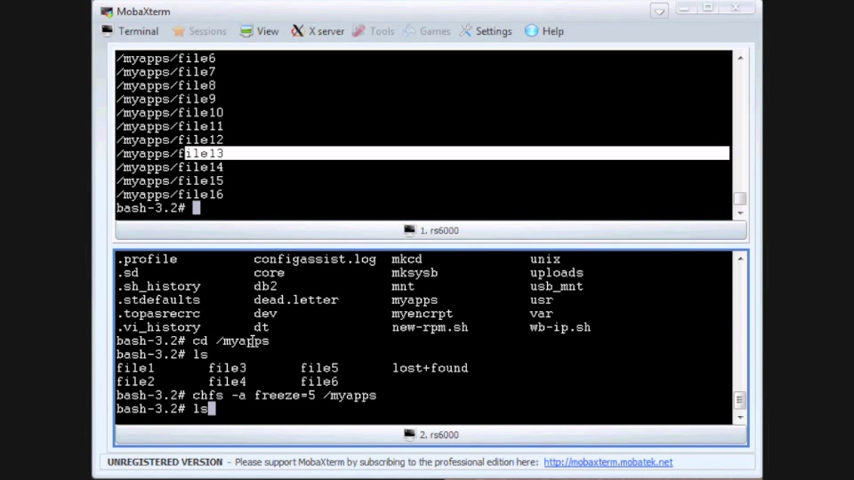 MobaXterm
Terminal Sessions View X server Tools Games Settings Help
/myapps/file6
/myapps/file7
/myapps/file8
/myapps/file9
/myapps/file10
/myapps/file11
/myapps/file12
/myapps/file13
/myapps/file14
/myapps/file15
/myapps/file16
bash-3.2#
1. rs6000
.profile configassist.log mkcd unix
.sd core mksysb uploads
.sh_history db2 mnt usb_mnt
.stdefaults dead.letter myapps usr
.topasrecrc dev myencrpt var
.vi_history dt new-rpm.sh wb-ip.sh
bash-3.2# cd /myapps
bash-3.2# ls
file1 file3 file5 lost+found
file2 file4 file6
bash-3.2# chfs -a freeze=5 /myapps
bash-3.2# ls
2. rs6000
UNREGISTERED VERSION - Please support MobaXterm by subscribing to the professional edition here: http://mobaxterm.mobatek.net